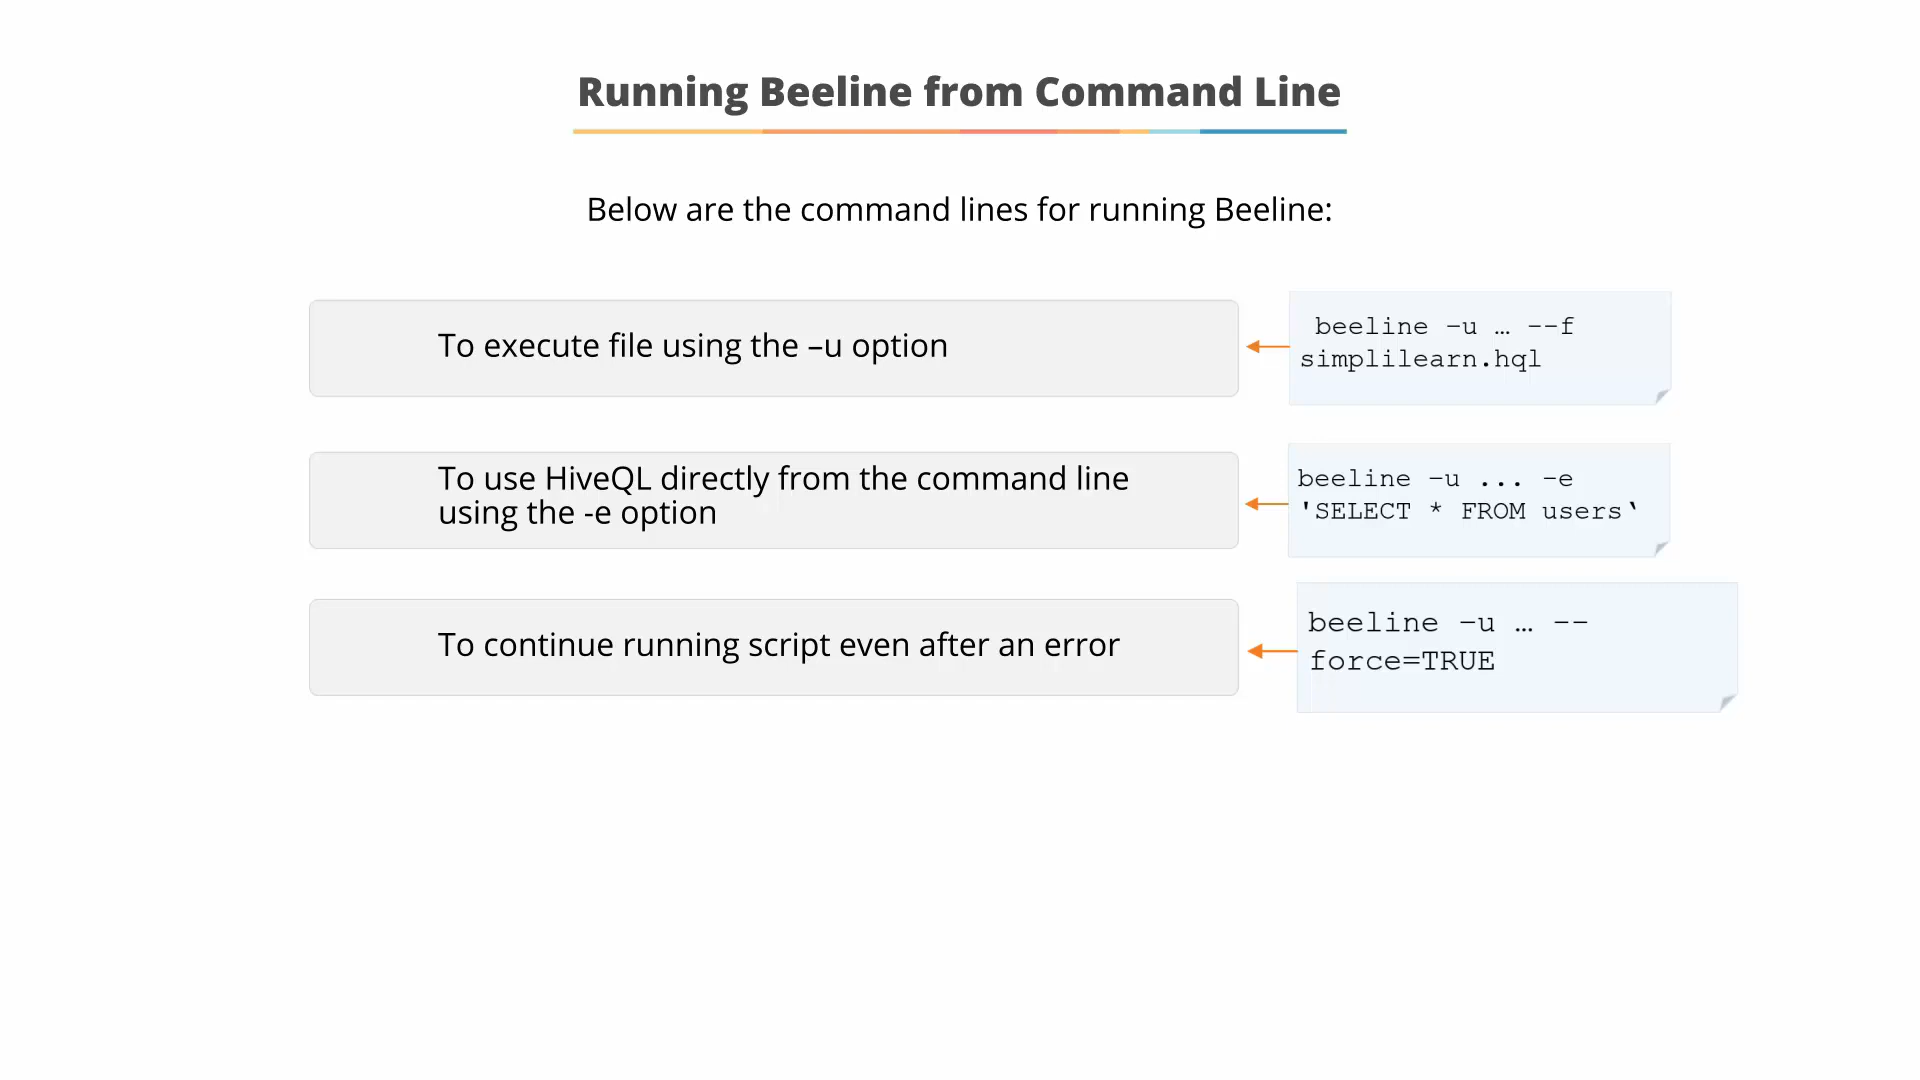 Running Beeline from Command Line
Below are the command lines for running Beeline:
To execute file using the –u option
beeline –u … --f
simplilearn.hql
To use HiveQL directly from the command line
using the -e option
beeline –u ... –e
'SELECT * FROM users‛
To continue running script even after an error
beeline –u … --
force=TRUE